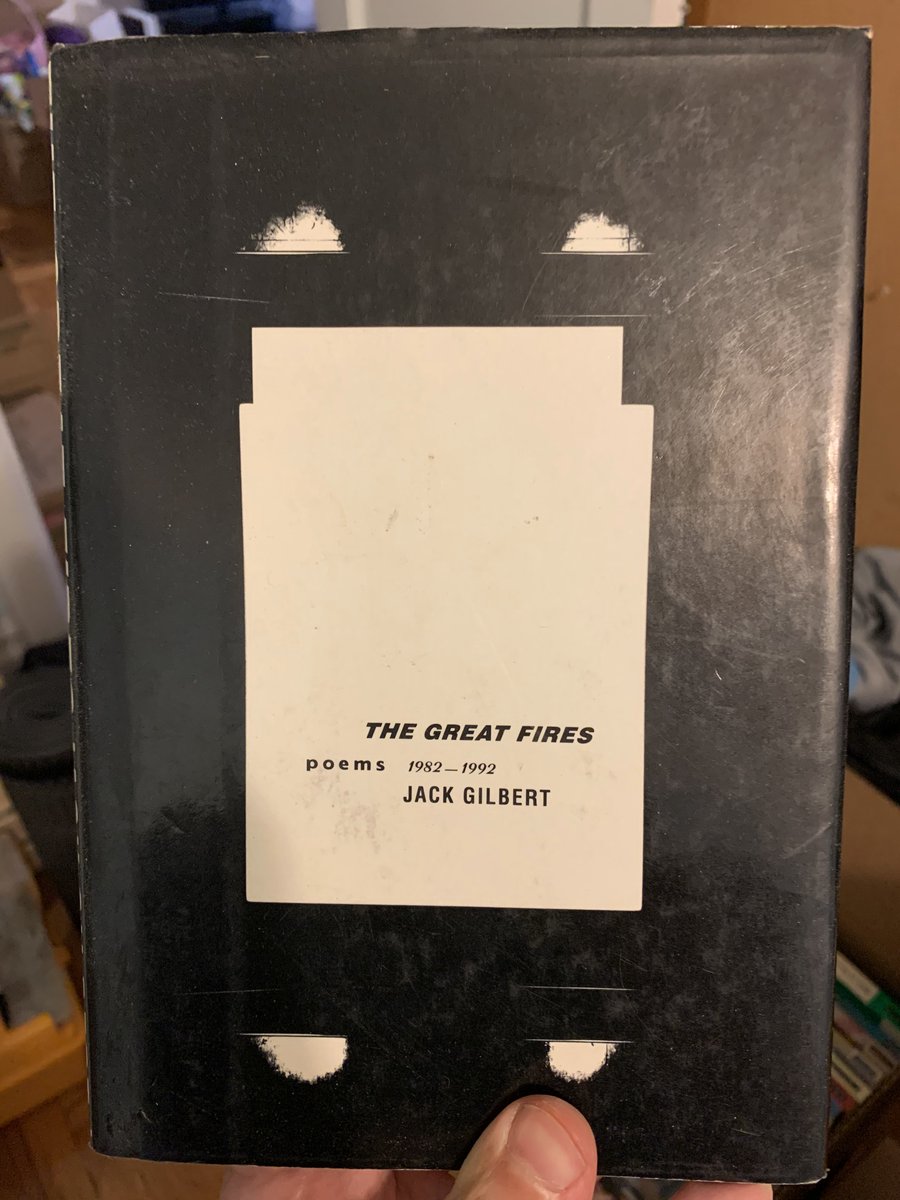 THE GREAT FIRES
poems 1982–1992
JACK GILBERT